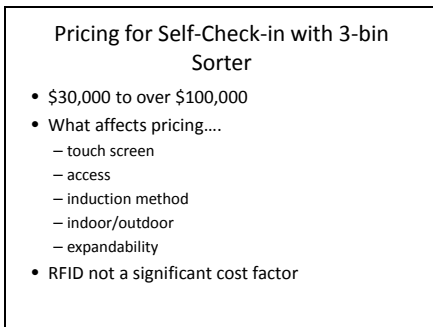 Pricing for Self-Check-in with 3-bin
Sorter
• $30,000 to over $100,000
• What affects pricing....
– touch screen
– access
– induction method
– indoor/outdoor
– expandability
• RFID not a significant cost factor